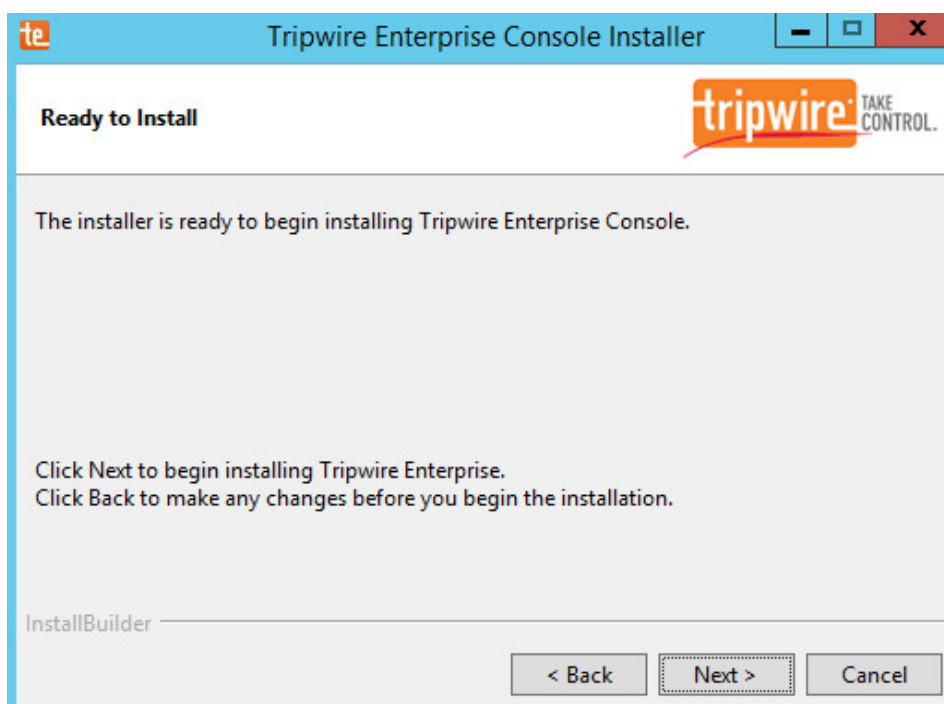 te
Tripwire Enterprise Console Installer
Ready to Install
tripwire TAKE CONTROL.
The installer is ready to begin installing Tripwire Enterprise Console.
Click Next to begin installing Tripwire Enterprise.
Click Back to make any changes before you begin the installation.
InstallBuilder
< Back Next > Cancel